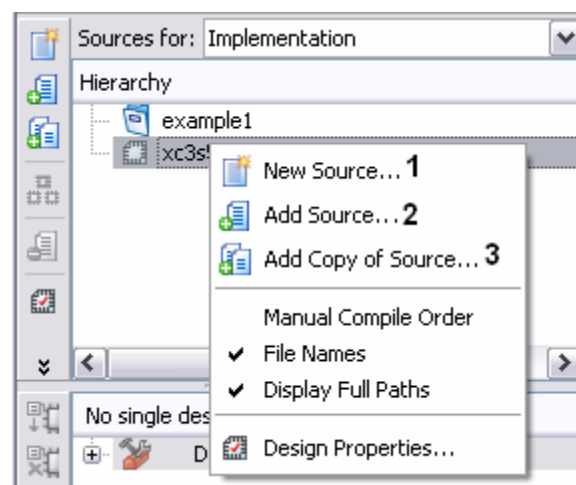 Sources for: Implementation
Hierarchy
example1
xc3s
New Source... 1
Add Source... 2
Add Copy of Source... 3
Manual Compile Order
File Names
Display Full Paths
No single des
D
Design Properties...